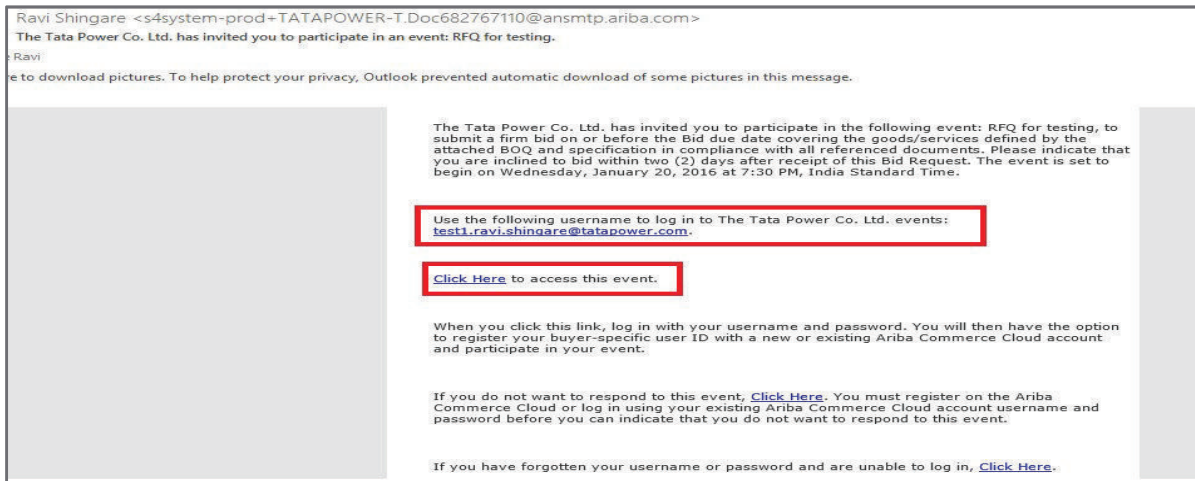 Ravi Shingare <s4system-prod+TATAPOWER-T.Doc682767110@ansmtp.ariba.com>
The Tata Power Co. Ltd. has invited you to participate in an event: RFQ for testing.
Ravi
re to download pictures. To help protect your privacy, Outlook prevented automatic download of some pictures in this message.
The Tata Power Co. Ltd. has invited you to participate in the following event: RFQ for testing, to
submit a firm bid on or before the Bid due date covering the goods/services defined by the
attached BOQ and specification in compliance with all referenced documents. Please indicate that
you are inclined to bid within two (2) days after receipt of this Bid Request. The event is set to
begin on Wednesday, January 20, 2016 at 7:30 PM, India Standard Time.
Use the following username to log in to The Tata Power Co. Ltd. events:
test1.ravi.shingare@tatapower.com.
Click Here to access this event.
When you click this link, log in with your username and password. You will then have the option
to register your buyer-specific user ID with a new or existing Ariba Commerce Cloud account
and participate in your event.
If you do not want to respond to this event, Click Here. You must register on the Ariba
Commerce Cloud or log in using your existing Ariba Commerce Cloud account username and
password before you can indicate that you do not want to respond to this event.
If you have forgotten your username or password and are unable to log in, Click Here.